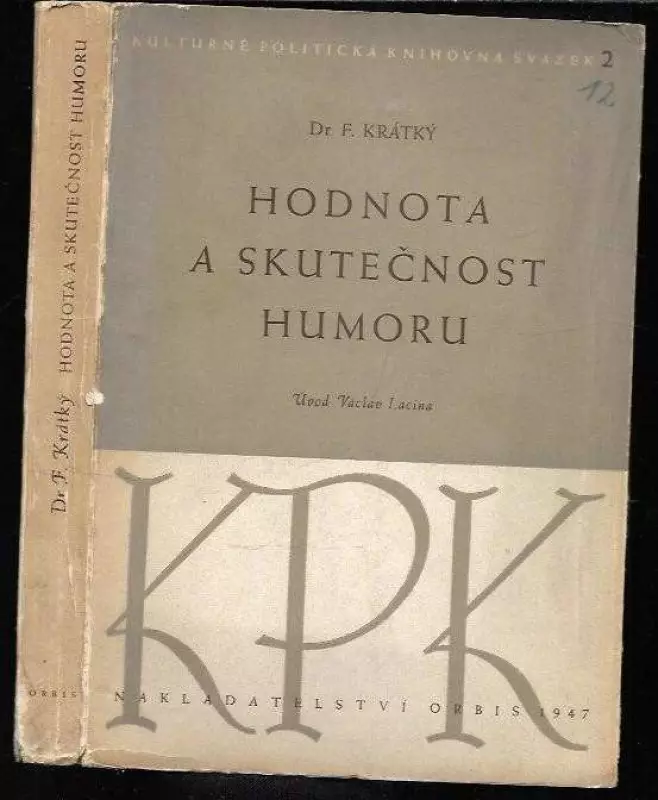 KULTURNĚ POLITICKÁ KNIHOVNA SVAZEK 2
12
Dr F. KRÁTKÝ
HODNOTA
A SKUTEČNOST
HUMORU
Úvod Václav Lacina
KPK
NAKLADATELSTVÍ ORBIS 1947
Dr F. Krátký HODNOTA A SKUTEČNOST HUMORU
ORBIS